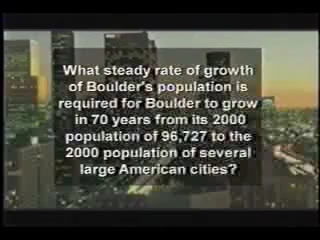 What steady rate of growth
of Boulder's population is
required for Boulder to grow
in 70 years from its 2000
population of 96,727 to the
2000 population of several
large American cities?